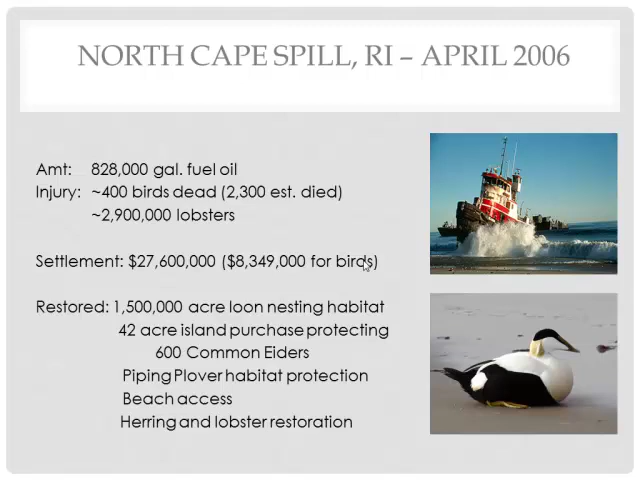 NORTH CAPE SPILL, RI – APRIL 2006
Amt: 828,000 gal. fuel oil
Injury: ~400 birds dead (2,300 est. died)
~2,900,000 lobsters
Settlement: $27,600,000 ($8,349,000 for birds)
Restored: 1,500,000 acre loon nesting habitat
42 acre island purchase protecting
600 Common Eiders
Piping Plover habitat protection
Beach access
Herring and lobster restoration